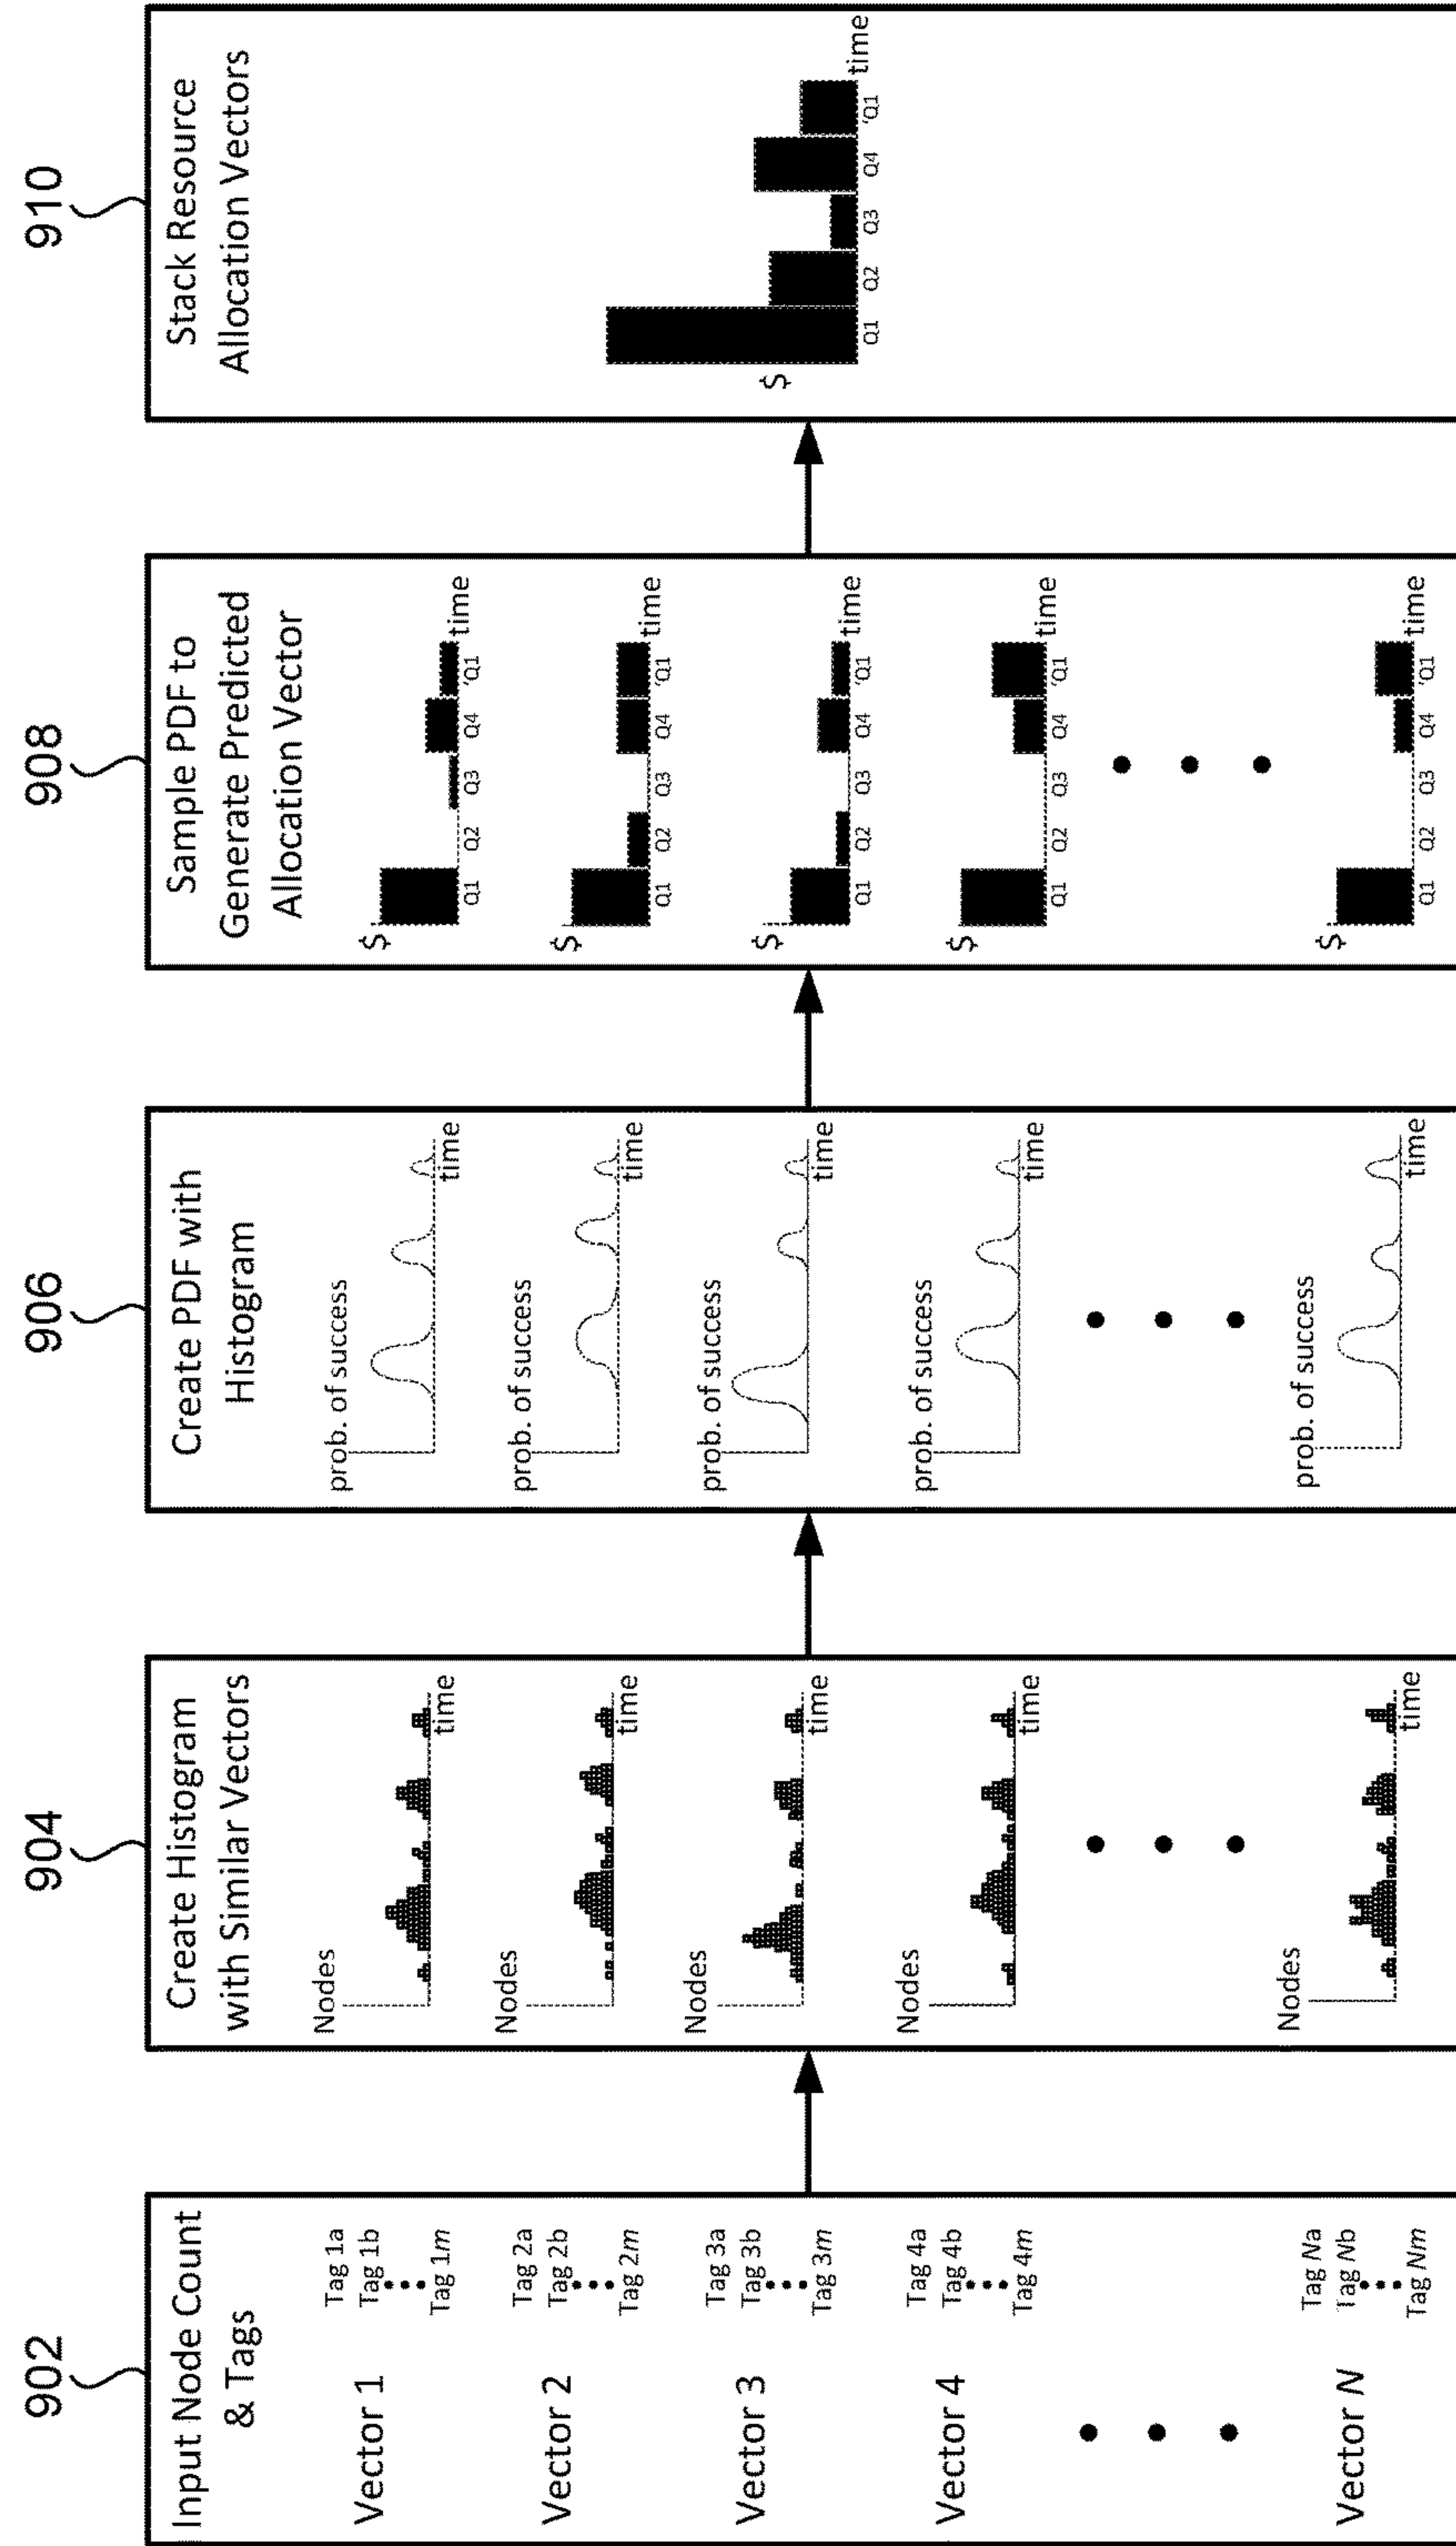 902
Input Node Count
& Tags
Vector 1
Tag 1a
Tag 1b
Tag 1m
Vector 2
Tag 2a
Tag 2b
Tag 2m
Vector 3
Tag 3a
Tag 3b
Tag 3m
Vector 4
Tag 4a
Tag 4b
Tag 4m
Vector N
Tag Na
Tag Nb
Tag Nm
904
Create Histogram
with Similar Vectors
Nodes
time
Nodes
time
Nodes
time
Nodes
time
Nodes
time
906
Create PDF with
Histogram
prob. of success
time
prob. of success
time
prob. of success
time
prob. of success
time
prob. of success
time
908
Sample PDF to
Generate Predicted
Allocation Vector
$
Q1 Q2 Q3 Q4 'Q1 time
$
Q1 Q2 Q3 Q4 'Q1 time
$
Q1 Q2 Q3 Q4 'Q1 time
$
Q1 Q2 Q3 Q4 'Q1 time
$
Q1 Q2 Q3 Q4 'Q1 time
910
Stack Resource
Allocation Vectors
$
Q1 Q2 Q3 Q4 'Q1 time